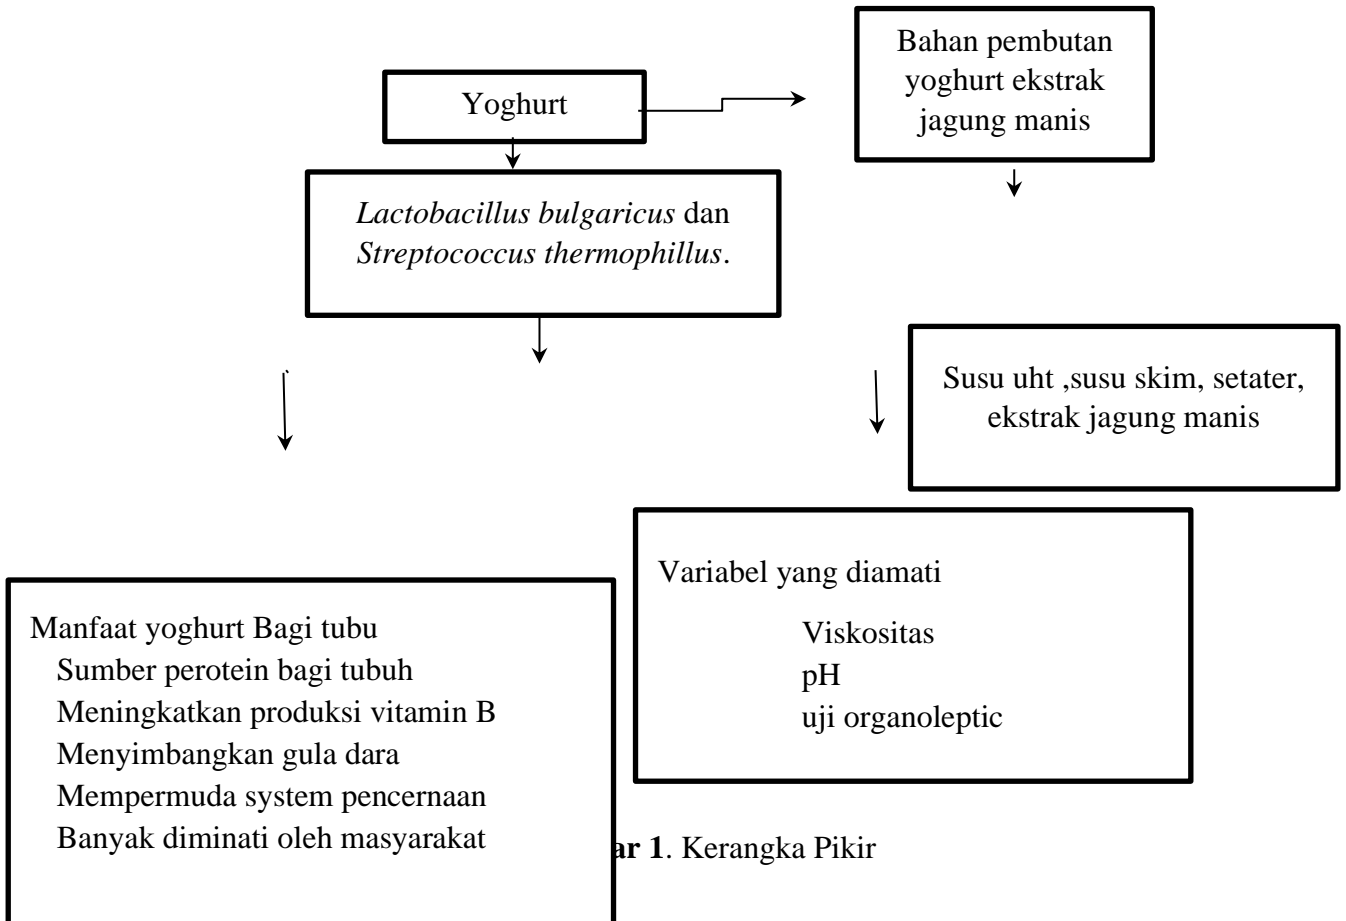 Yoghurt
Bahan pembutan
yoghurt ekstrak
jagung manis
Lactobacillus bulgaricus dan
Streptococcus thermophillus.
Susu uht ,susu skim, setater,
ekstrak jagung manis
Variabel yang diamati
Viskositas
pH
uji organoleptic
Manfaat yoghurt Bagi tubu
Sumber perotein bagi tubuh
Meningkatkan produksi vitamin B
Menyimbangkan gula dara
Mempermuda system pencernaan
Banyak diminati oleh masyarakat
ar 1. Kerangka Pikir